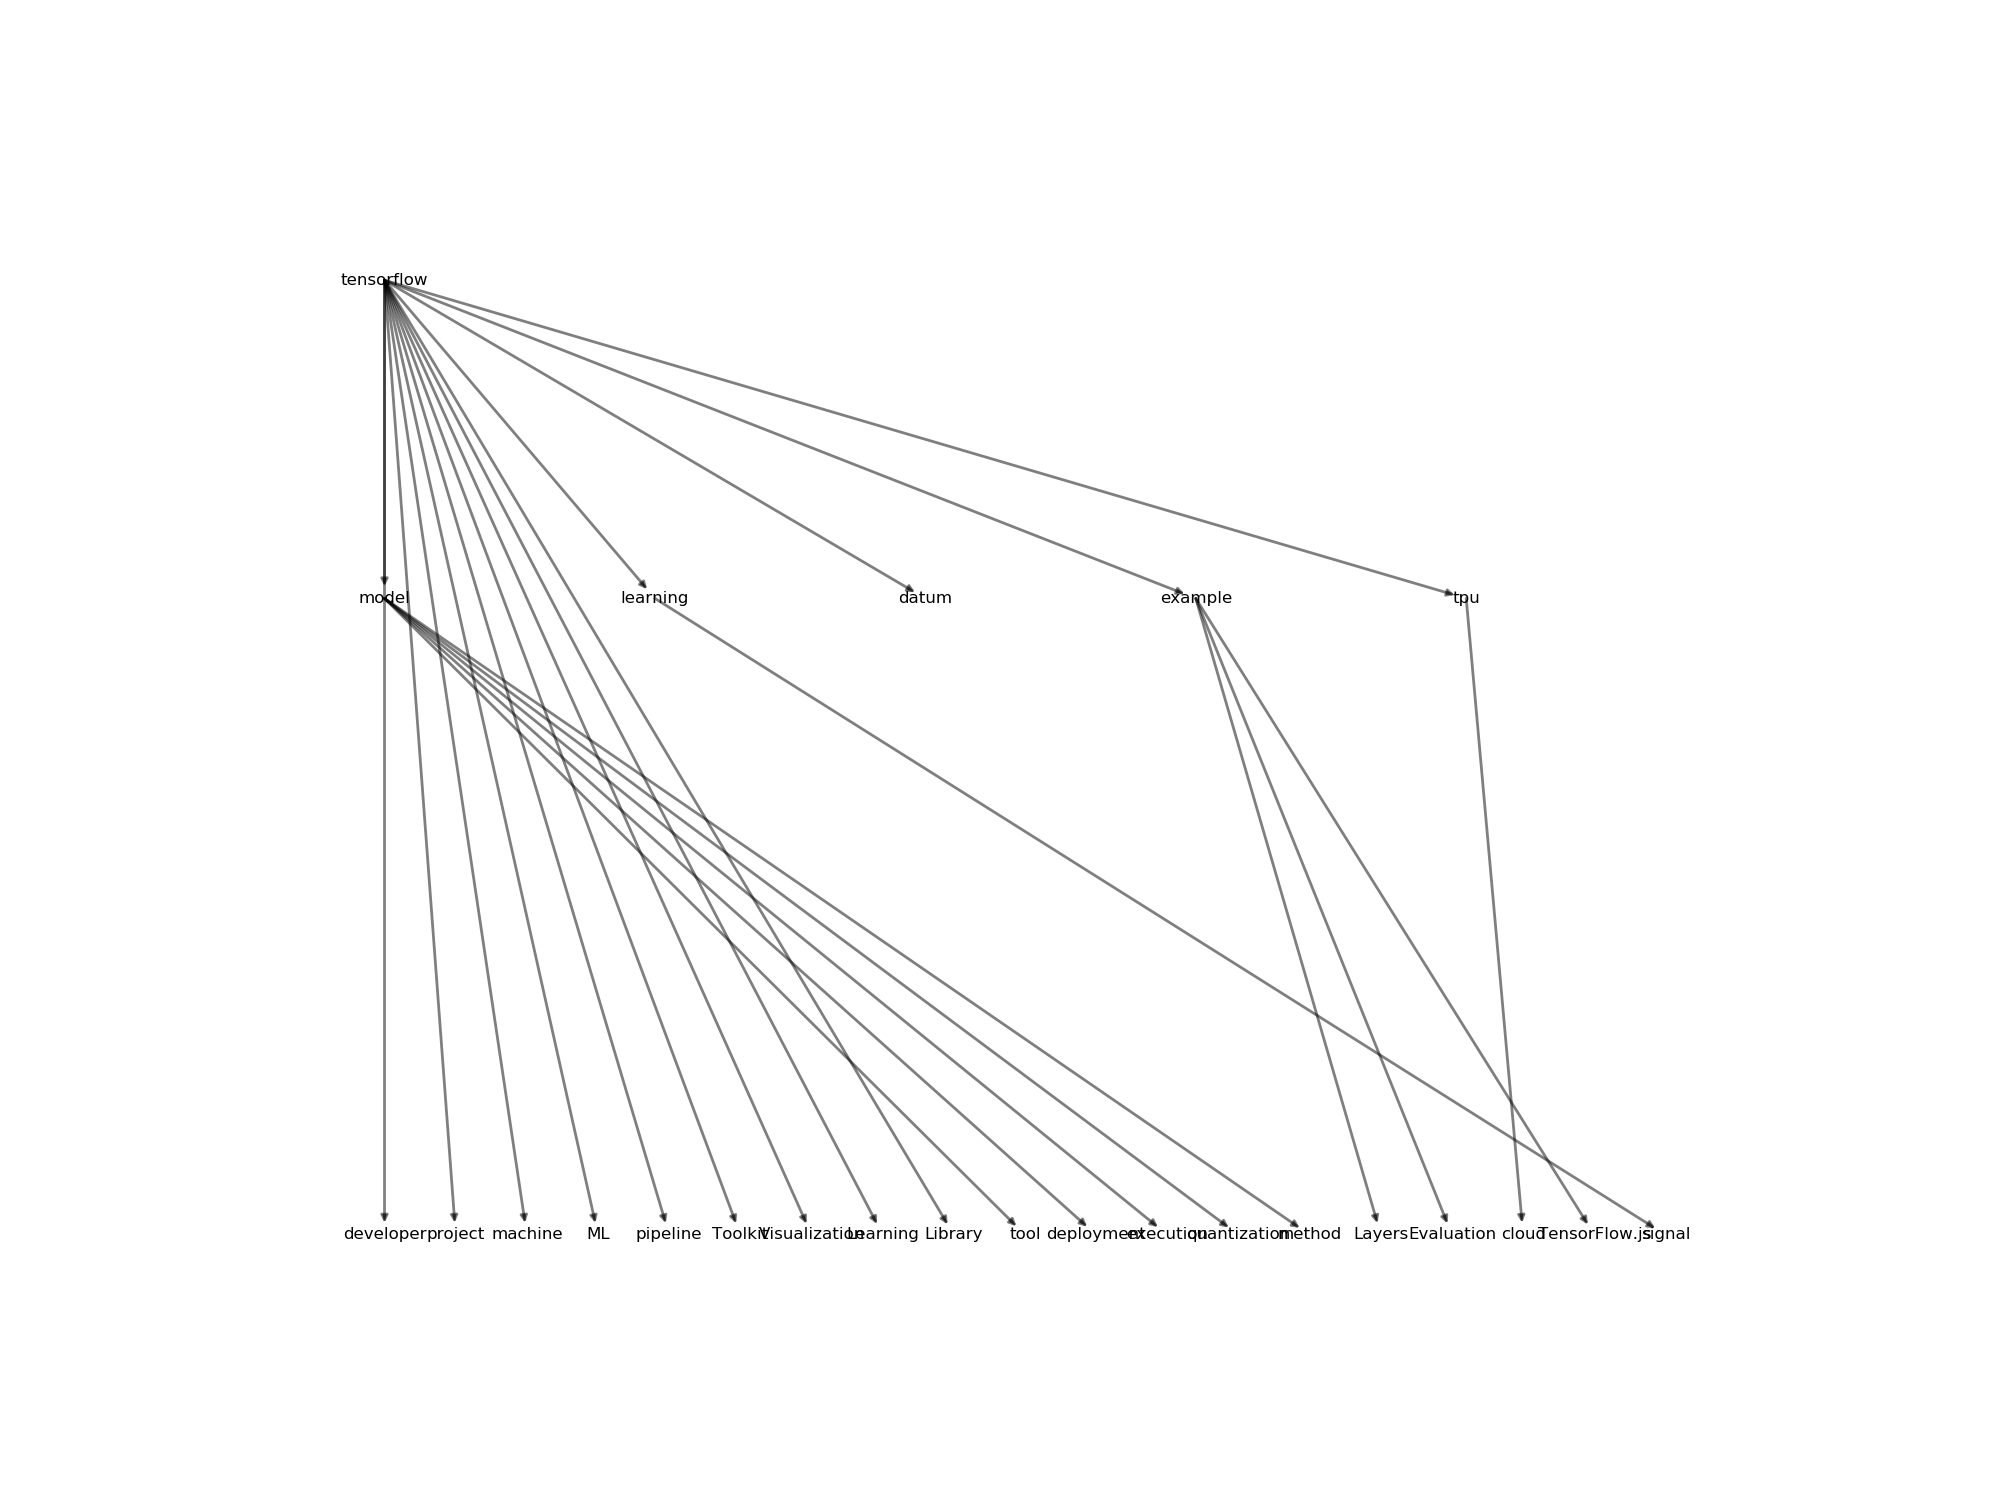 tensorflow
model learning datum example tpu
developer project machine ML pipeline Toolkit Visualization Learning Library tool deployment execution quantization method Layers Evaluation cloud TensorFlow.js signal